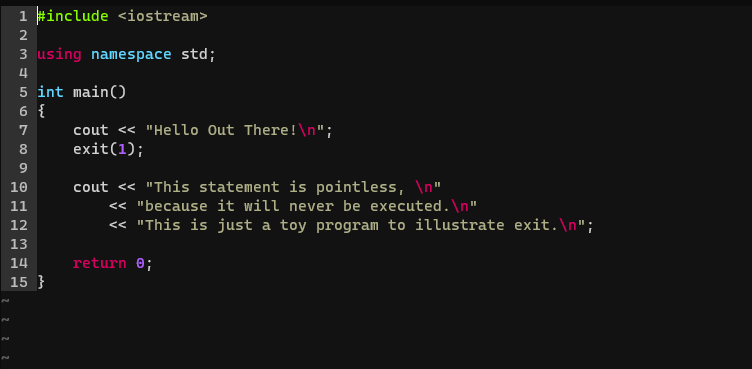 1 #include <iostream>
2
3 using namespace std;
4
5 int main()
6 {
7     cout << "Hello Out There!\n";
8     exit(1);
9
10     cout << "This statement is pointless, \n"
11         << "because it will never be executed.\n"
12         << "This is just a toy program to illustrate exit.\n";
13
14     return 0;
15 }
~
~
~
~